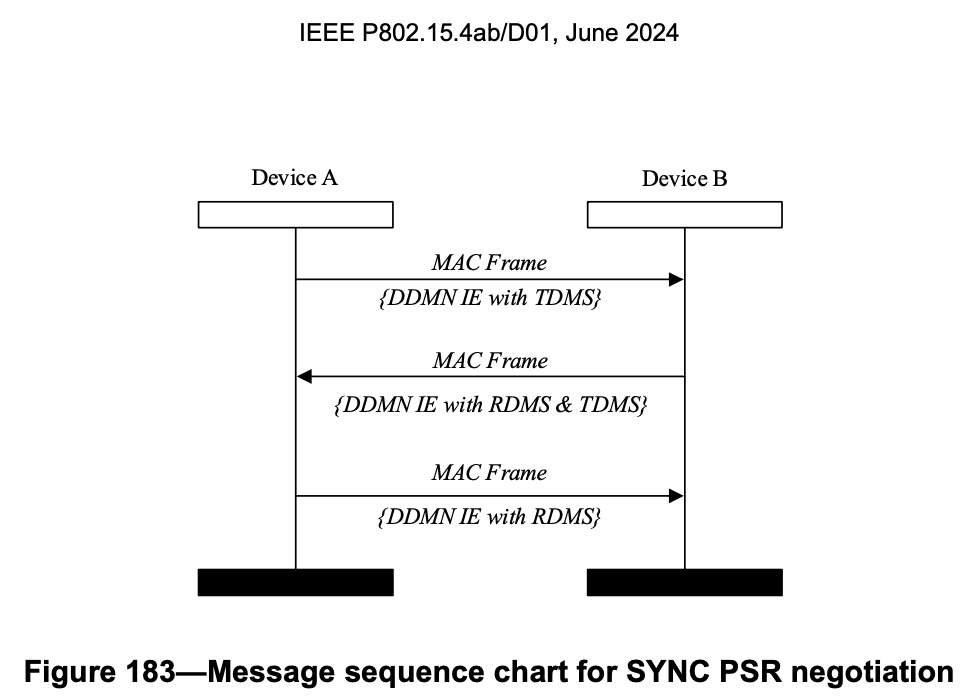 IEEE P802.15.4ab/D01, June 2024
Device A
Device B
MAC Frame
{DDMN IE with TDMS}
MAC Frame
{DDMN IE with RDMS & TDMS}
MAC Frame
{DDMN IE with RDMS}
Figure 183—Message sequence chart for SYNC PSR negotiation